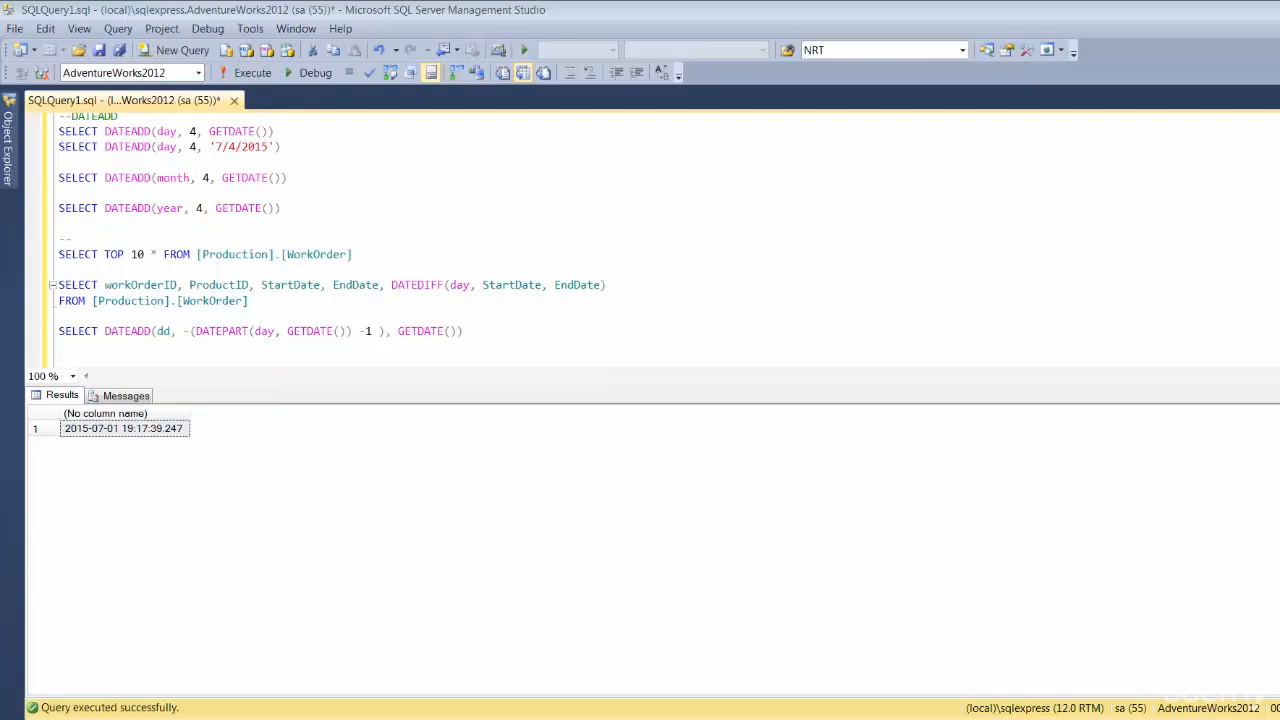 SQLQuery1.sql - (local)\sqlexpress.AdventureWorks2012 (sa (55))* - Microsoft SQL Server Management Studio
File Edit View Query Project Debug Tools Window Help
New Query NRT
AdventureWorks2012 Execute Debug
SQLQuery1.sql - (l...Works2012 (sa (55))*
Object Explorer
--DATEADD
SELECT DATEADD(day, 4, GETDATE())
SELECT DATEADD(day, 4, '7/4/2015')
SELECT DATEADD(month, 4, GETDATE())
SELECT DATEADD(year, 4, GETDATE())
--
SELECT TOP 10 * FROM [Production].[WorkOrder]
SELECT workOrderID, ProductID, StartDate, EndDate, DATEDIFF(day, StartDate, EndDate)
FROM [Production].[WorkOrder]
SELECT DATEADD(dd, -(DATEPART(day, GETDATE()) -1 ), GETDATE())
100 %
Results Messages
(No column name)
1 2015-07-01 19:17:39.247
Query executed successfully. (local)\sqlexpress (12.0 RTM) sa (55) AdventureWorks2012 00